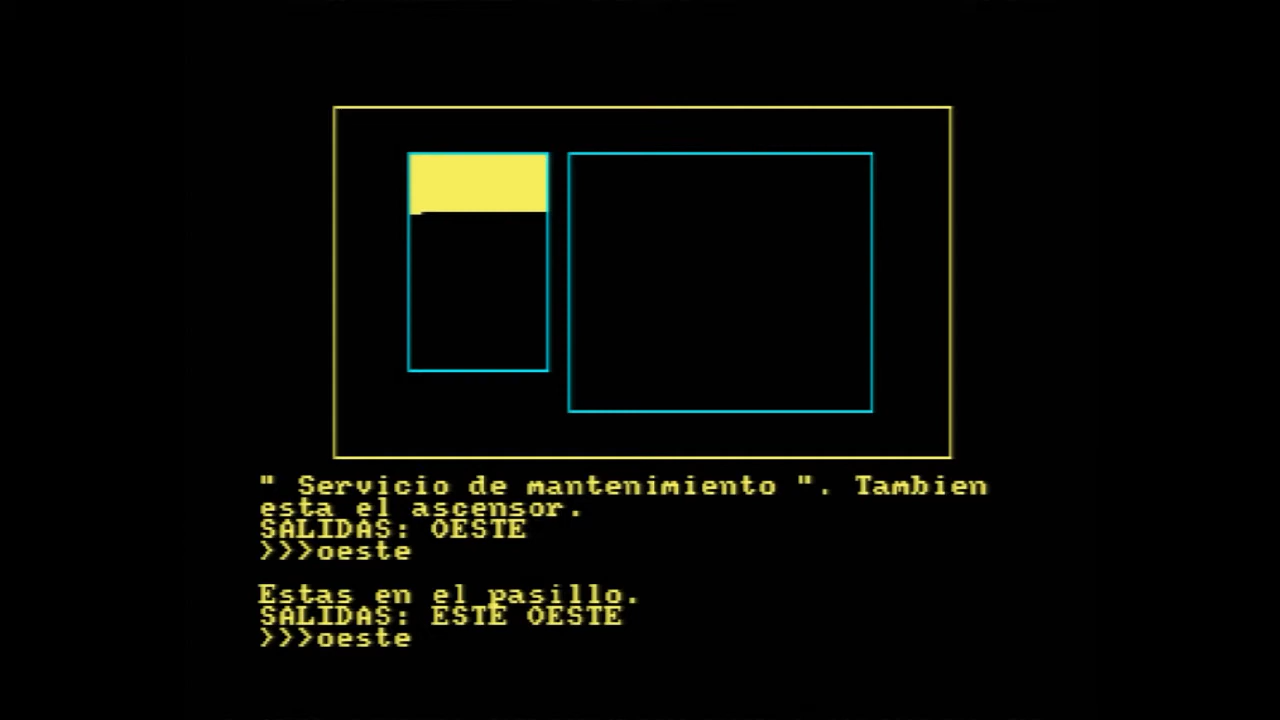 " Servicio de mantenimiento ". Tambien
esta el ascensor.
SALIDAS: OESTE
>>>oeste
Estas en el pasillo.
SALIDAS: ESTE OESTE
>>>oeste